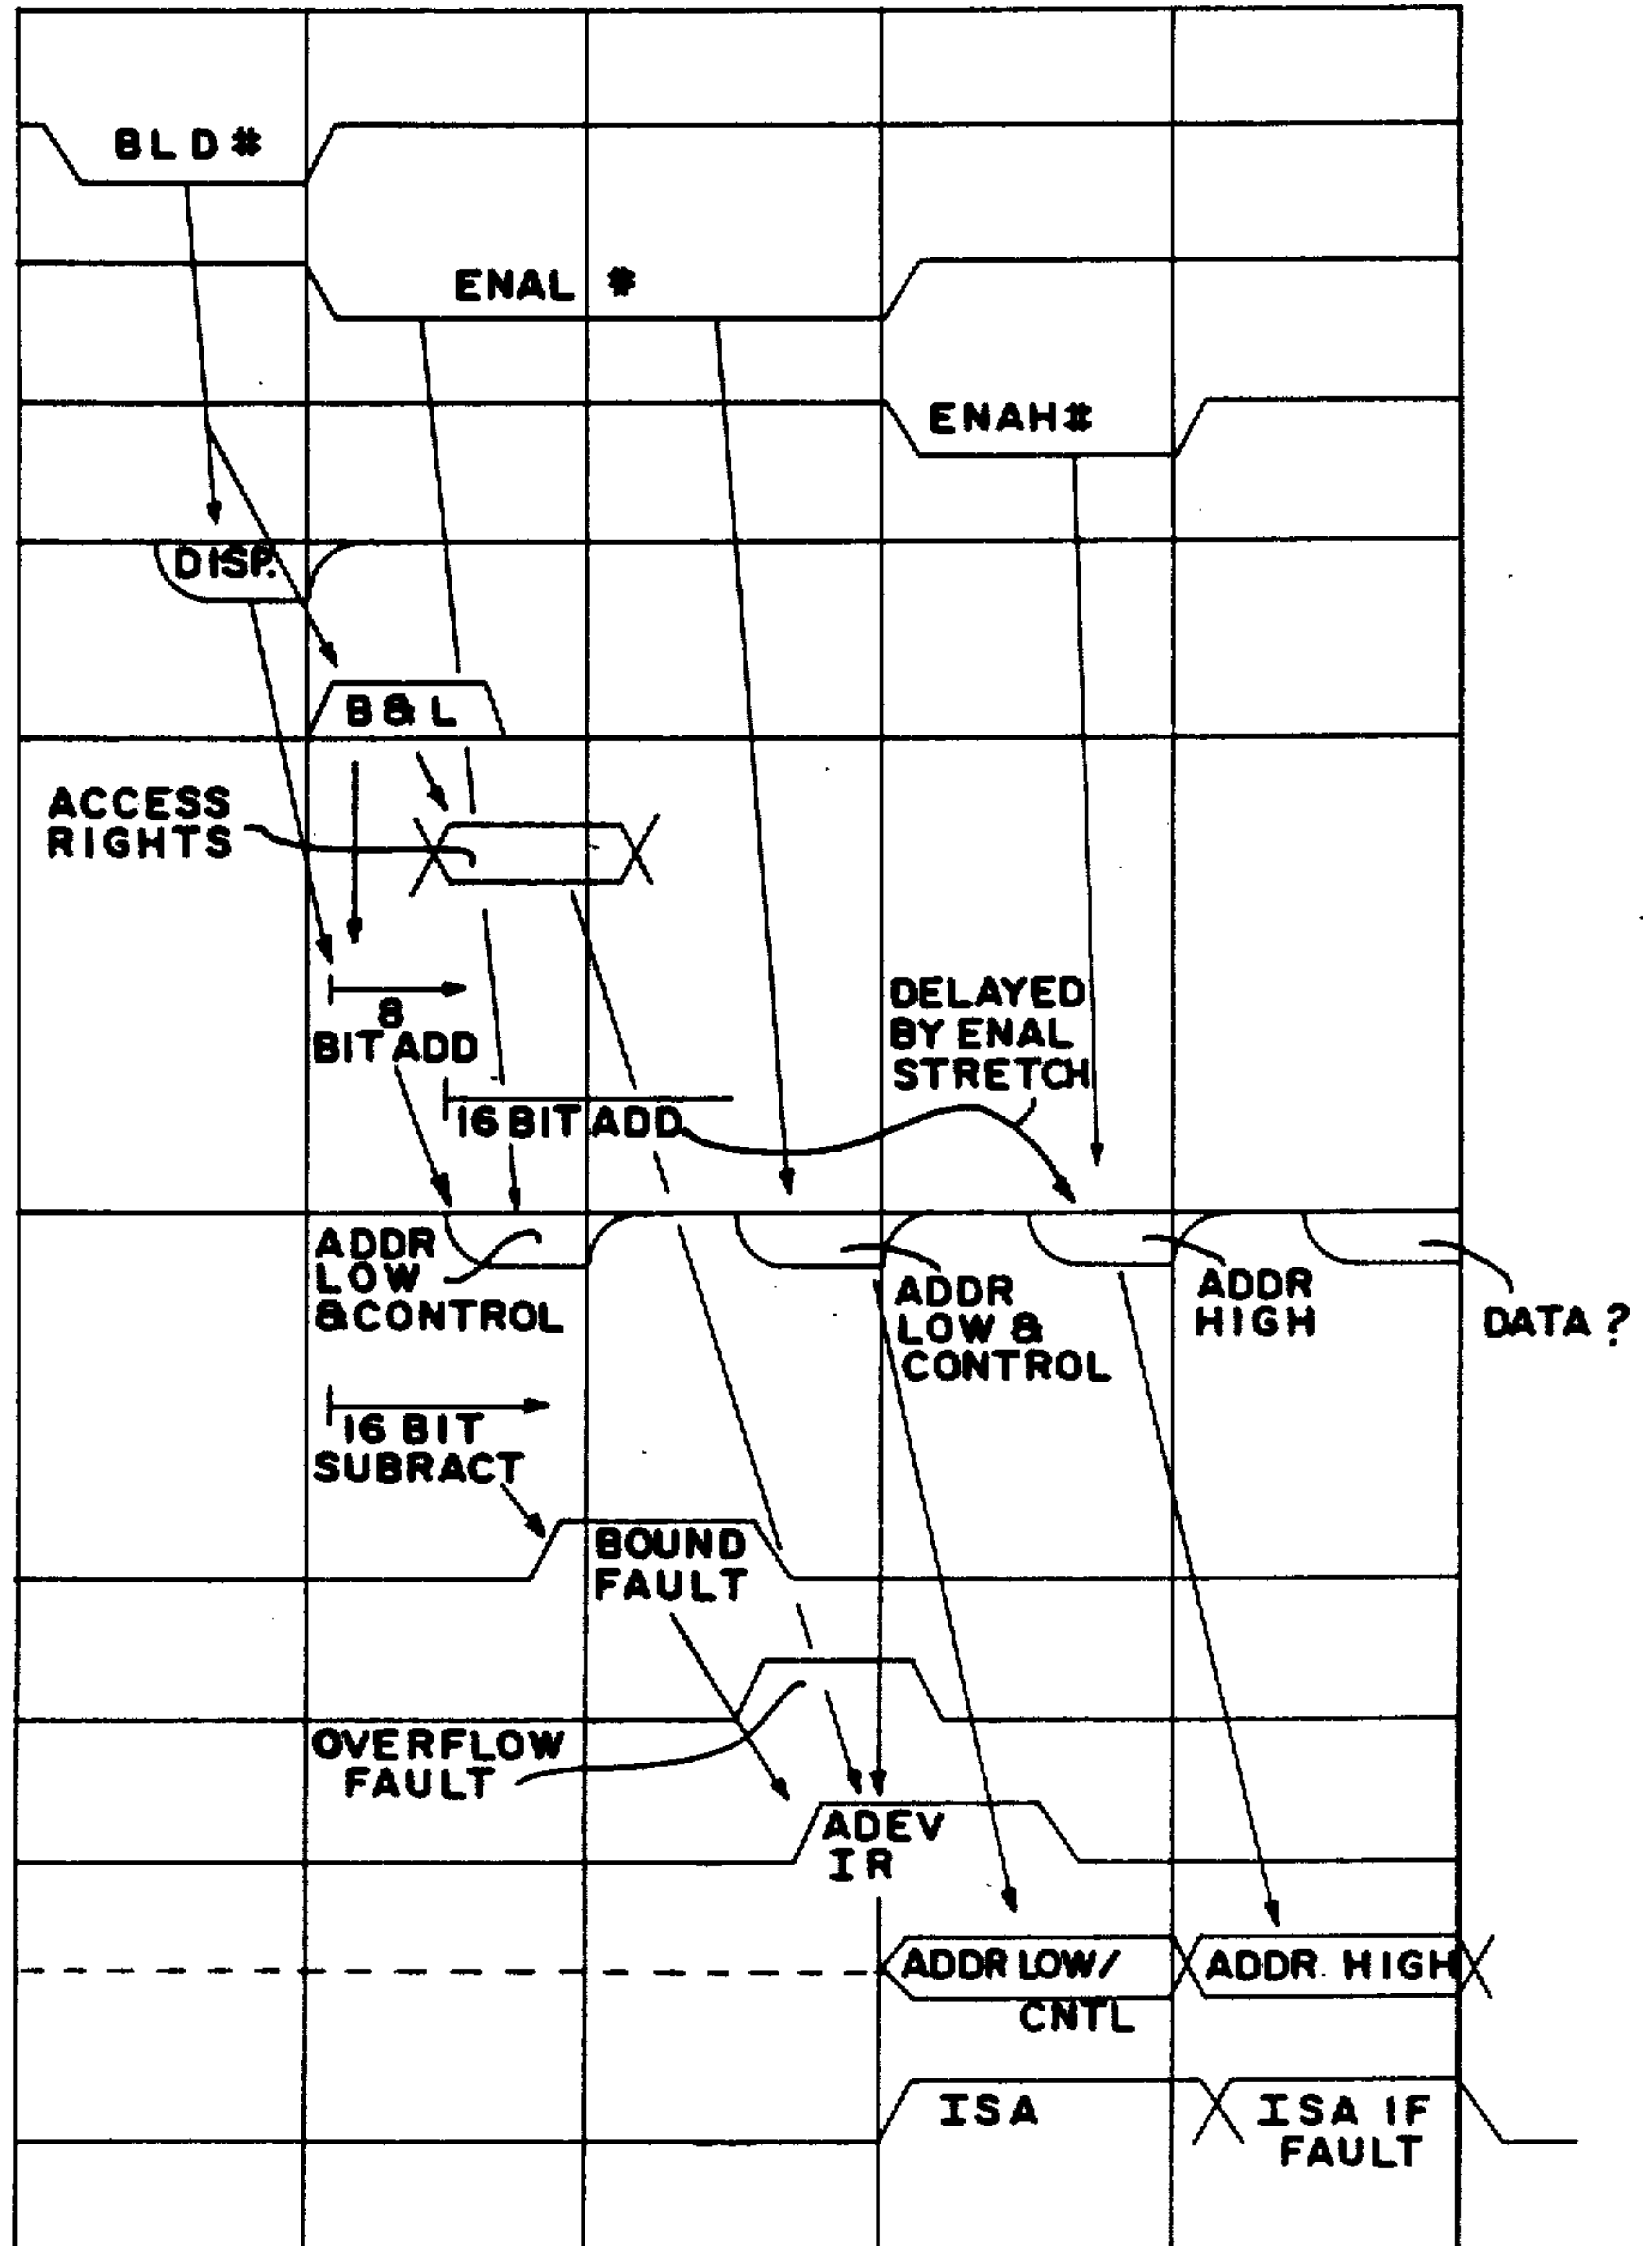 BLD#
ENAL #
ENAH#
DISP.
B&L
ACCESS
RIGHTS
8
BIT ADD
DELAYED
BY ENAL
STRETCH
16 BIT ADD
ADDR
LOW
&CONTROL
ADDR
LOW &
CONTROL
ADDR
HIGH
DATA ?
16 BIT
SUBRACT
BOUND
FAULT
OVERFLOW
FAULT
ADEV
IR
ADDR LOW/
CNTL
ADDR. HIGH
ISA
ISA IF
FAULT